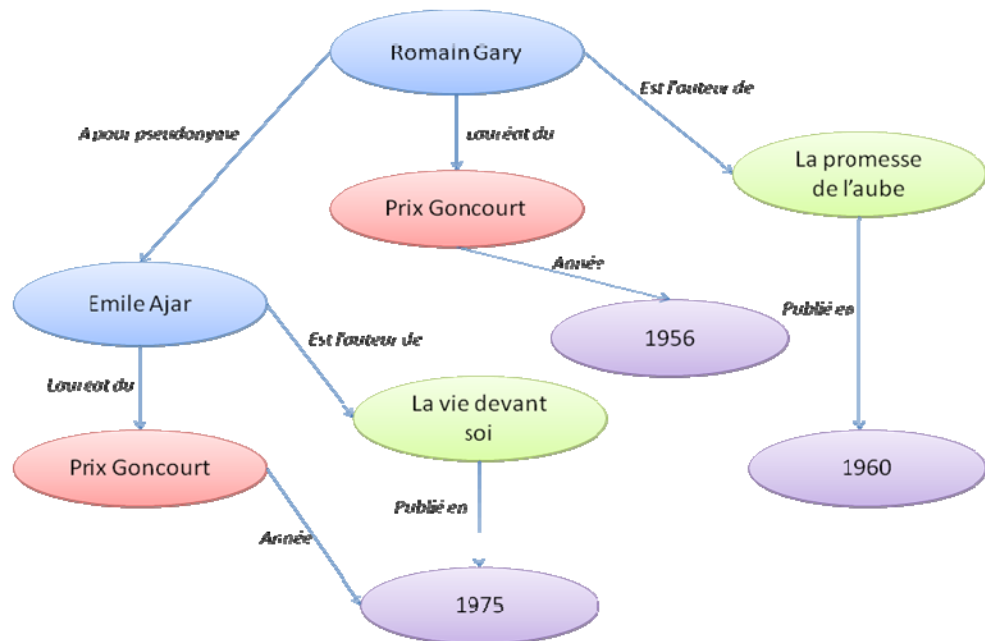 Romain Gary
Est l'auteur de
A pour pseudonyme
Lauréat du
La promesse
de l'aube
Prix Goncourt
Année
Emile Ajar
Publié en
1956
Est l'auteur de
Lauréat du
La vie devant
soi
Prix Goncourt
1960
Publié en
Année
1975